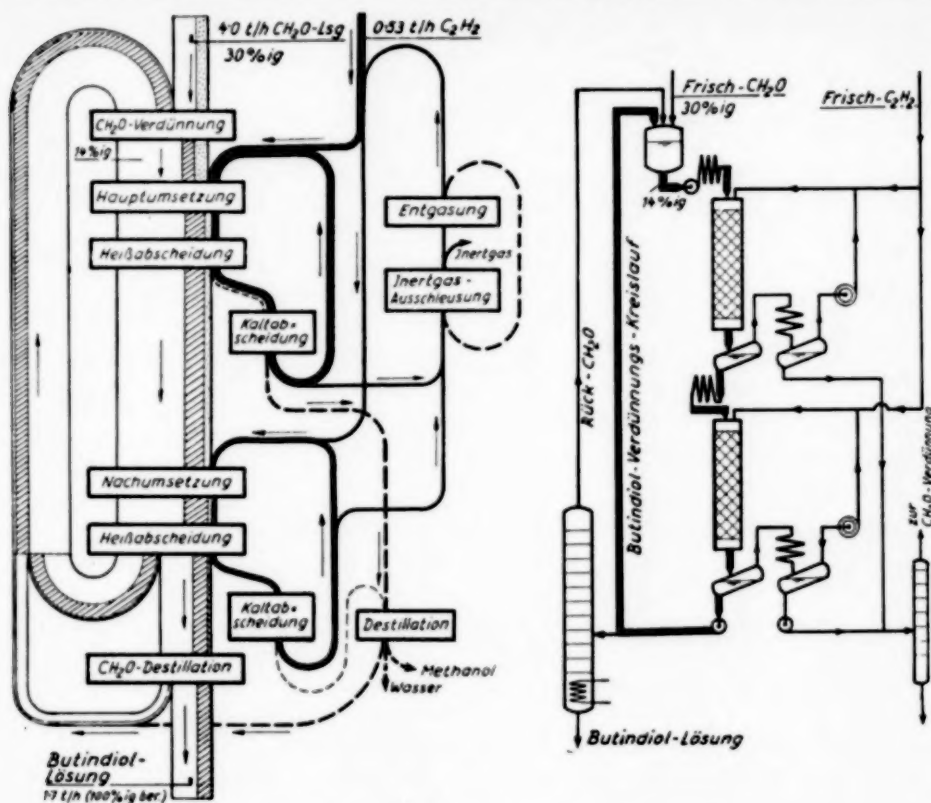 4·0 t/h CH₂O-Lsg
30%ig
0·53 t/h C₂H₂
CH₂O-Verdünnung
14%ig
Hauptumsetzung
Heißabscheidung
Kaltab=
scheidung
Entgasung
Inertgas
Inertgas-
Ausschleusung
Nachumsetzung
Heißabscheidung
Kaltab=
scheidung
Destillation
CH₂O-Destillation
Methanol
Wasser
Butindiol-
Lösung
1·7 t/h (100%ig ber.)
Frisch-CH₂O
30%ig
Frisch-C₂H₂
14%ig
Rück-CH₂O
Butindiol-Verdünnungs-Kreislauf
zur
CH₂O-Verdünnung
Butindiol-Lösung